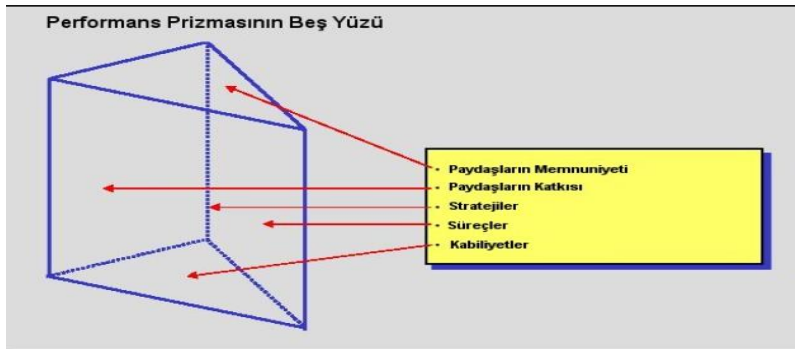 Performans Prizmasının Beş Yüzü
- Paydaşların Memnuniyeti
- Paydaşların Katkısı
- Stratejiler
- Süreçler
- Kabiliyetler